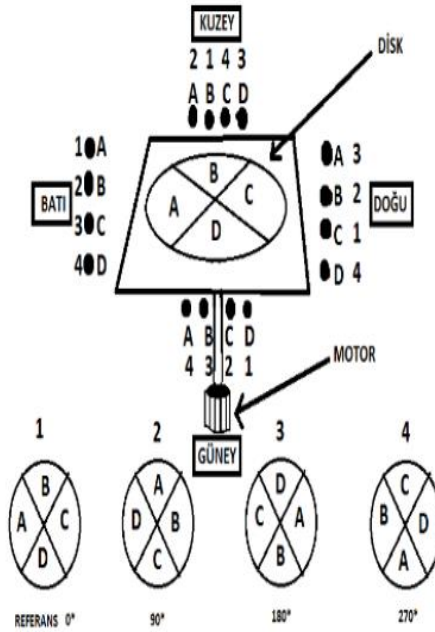 KUZEY
2 1 4 3
A B C D
DİSK
1 A
2 B
BATI
3 C
4 D
B
A C
D
A 3
B 2
DOĞU
C 1
D 4
A B C D
4 3 2 1
MOTOR
GÜNEY
1 2 3 4
B A D C
A C D B C A B D
D C B A
REFERANS 0° 90° 180° 270°